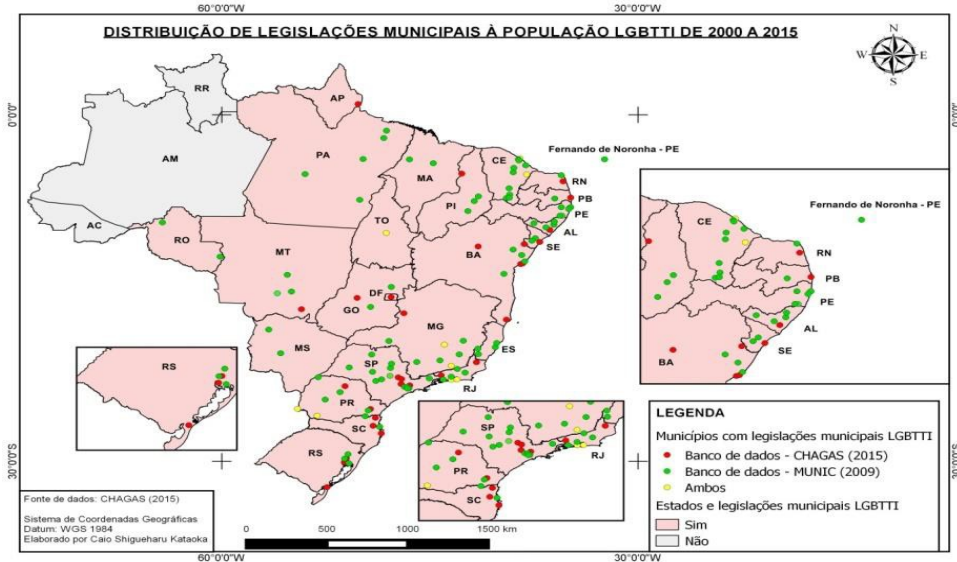 60°0'0"W
30°0'0"W
DISTRIBUIÇÃO DE LEGISLAÇÕES MUNICIPAIS À POPULAÇÃO LGBTTI DE 2000 A 2015
N
W
E
S
0°0'0"
0°0'0"
RR
AP
AM
PA
MA
CE
Fernando de Noronha - PE
RN
PB
PE
AL
SE
PI
TO
AC
RO
MT
BA
DF
GO
MG
MS
ES
SP
RJ
PR
SC
RS
CE
Fernando de Noronha - PE
RN
PB
PE
AL
SE
BA
RS
SP
RJ
PR
SC
30°0'0"S
30°0'0"S
LEGENDA
Municípios com legislações municipais LGBTTI
Banco de dados - CHAGAS (2015)
Banco de dados - MUNIC (2009)
Ambos
Estados e legislações municipais LGBTTI
Sim
Não
Fonte de dados: CHAGAS (2015)
Sistema de Coordenadas Geográficas
Datum: WGS 1984
Elaborado por Caio Shigueharu Kataoka
0 500 1000 1500 km
60°0'0"W
30°0'0"W